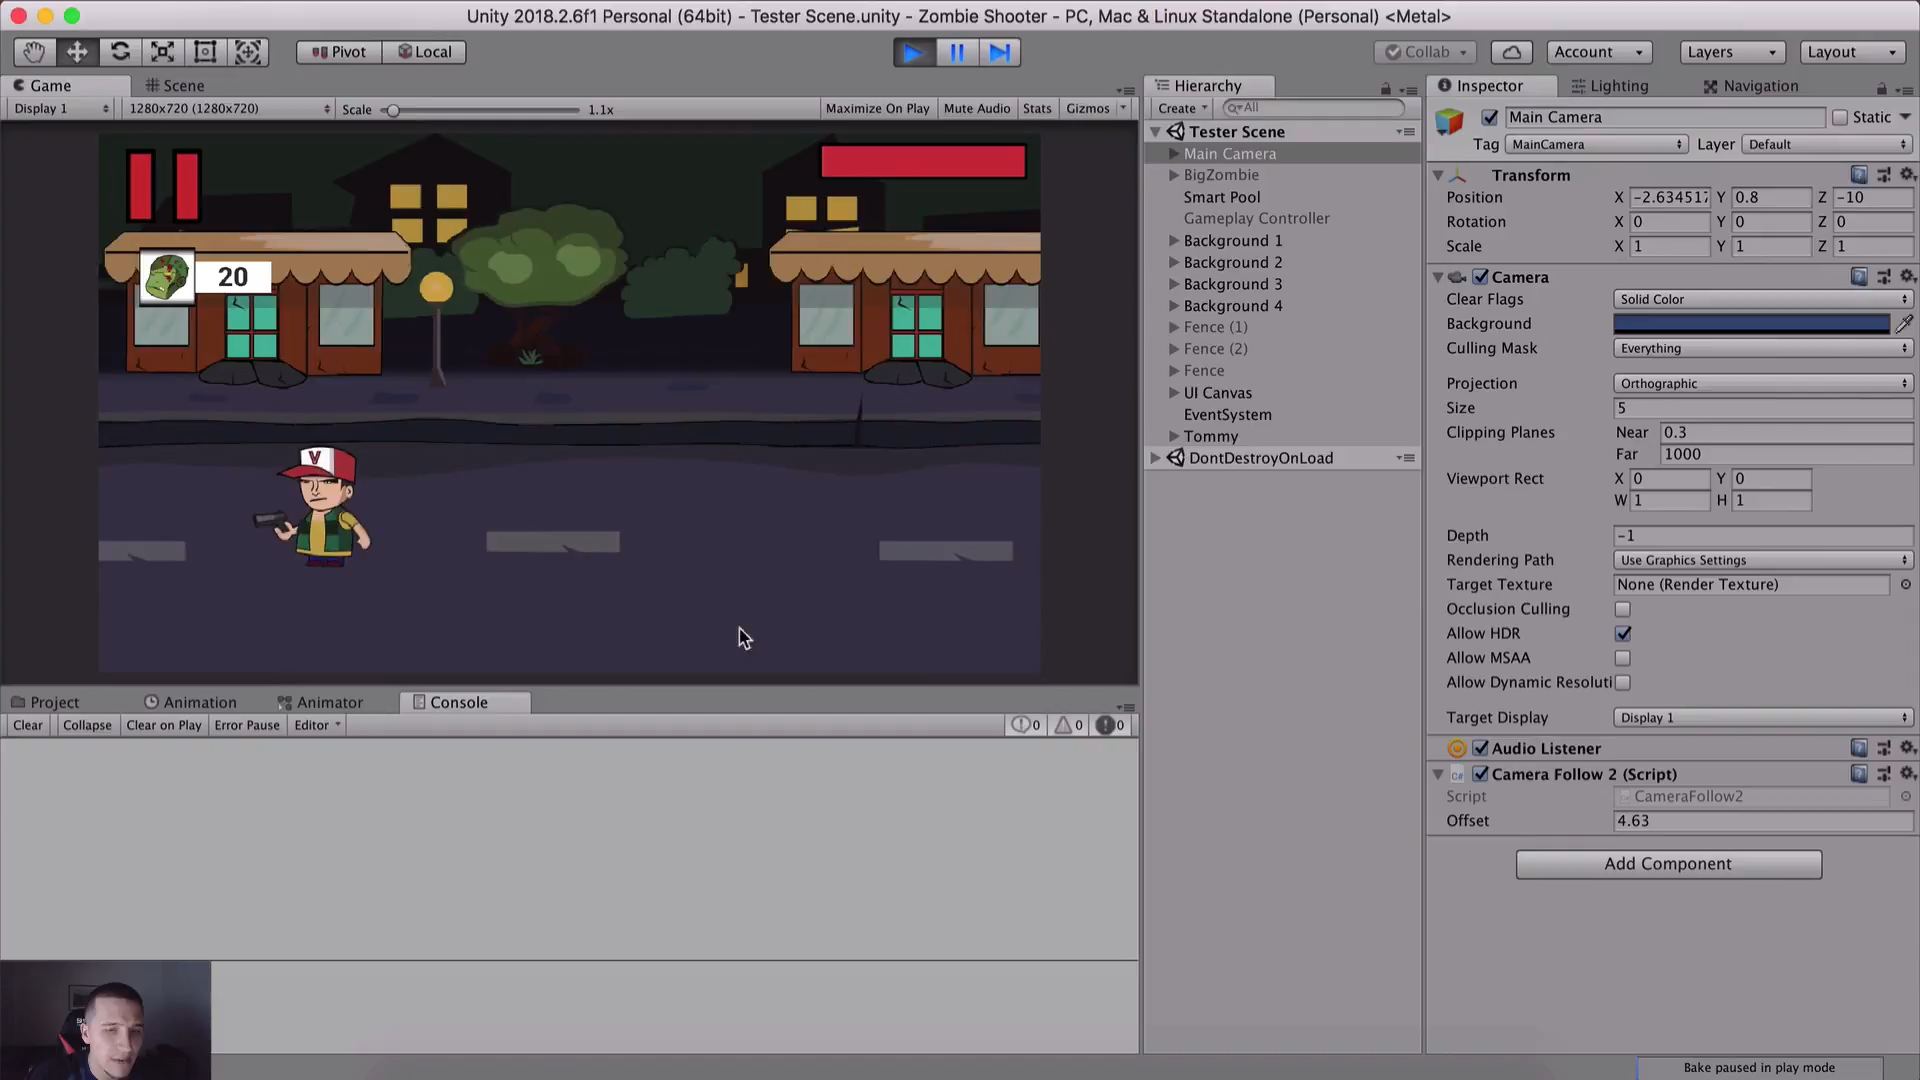 Unity 2018.2.6f1 Personal (64bit) - Tester Scene.unity - Zombie Shooter - PC, Mac & Linux Standalone (Personal) <Metal>
Pivot Local Collab Account Layers Layout
Game Scene
Display 1 1280x720 (1280x720) Scale 1.1x Maximize On Play Mute Audio Stats Gizmos
20
V
Project Animation Animator Console
Clear Collapse Clear on Play Error Pause Editor 0 0 0
Hierarchy
Create All
Tester Scene
Main Camera
BigZombie
Smart Pool
Gameplay Controller
Background 1
Background 2
Background 3
Background 4
Fence (1)
Fence (2)
Fence
UI Canvas
EventSystem
Tommy
DontDestroyOnLoad
Inspector Lighting Navigation
Main Camera Static
Tag MainCamera Layer Default
Transform
Position X -2.634517 Y 0.8 Z -10
Rotation X 0 Y 0 Z 0
Scale X 1 Y 1 Z 1
Camera
Clear Flags Solid Color
Background
Culling Mask Everything
Projection Orthographic
Size 5
Clipping Planes Near 0.3
Far 1000
Viewport Rect X 0 Y 0
W 1 H 1
Depth -1
Rendering Path Use Graphics Settings
Target Texture None (Render Texture)
Occlusion Culling
Allow HDR
Allow MSAA
Allow Dynamic Resoluti
Target Display Display 1
Audio Listener
Camera Follow 2 (Script)
Script CameraFollow2
Offset 4.63
Add Component
Bake paused in play mode